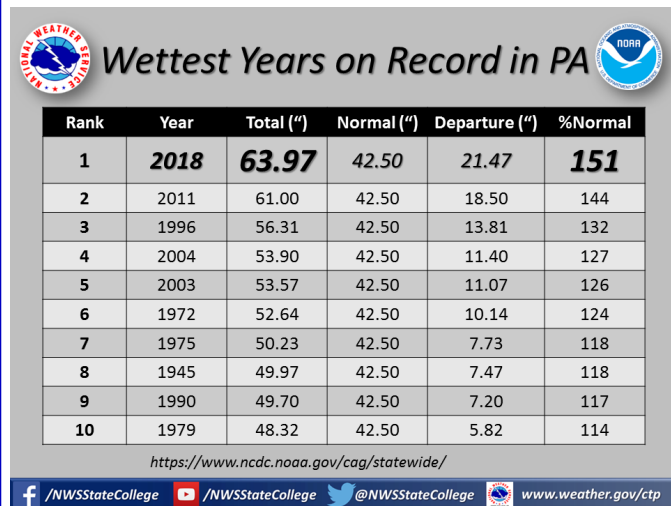 NATIONAL WEATHER SERVICE
Wettest Years on Record in PA
NOAA
Rank Year Total (“) Normal (“) Departure (“) %Normal
1 2018 63.97 42.50 21.47 151
2 2011 61.00 42.50 18.50 144
3 1996 56.31 42.50 13.81 132
4 2004 53.90 42.50 11.40 127
5 2003 53.57 42.50 11.07 126
6 1972 52.64 42.50 10.14 124
7 1975 50.23 42.50 7.73 118
8 1945 49.97 42.50 7.47 118
9 1990 49.70 42.50 7.20 117
10 1979 48.32 42.50 5.82 114
https://www.ncdc.noaa.gov/cag/statewide/
f /NWSStateCollege /NWSStateCollege @NWSStateCollege www.weather.gov/ctp